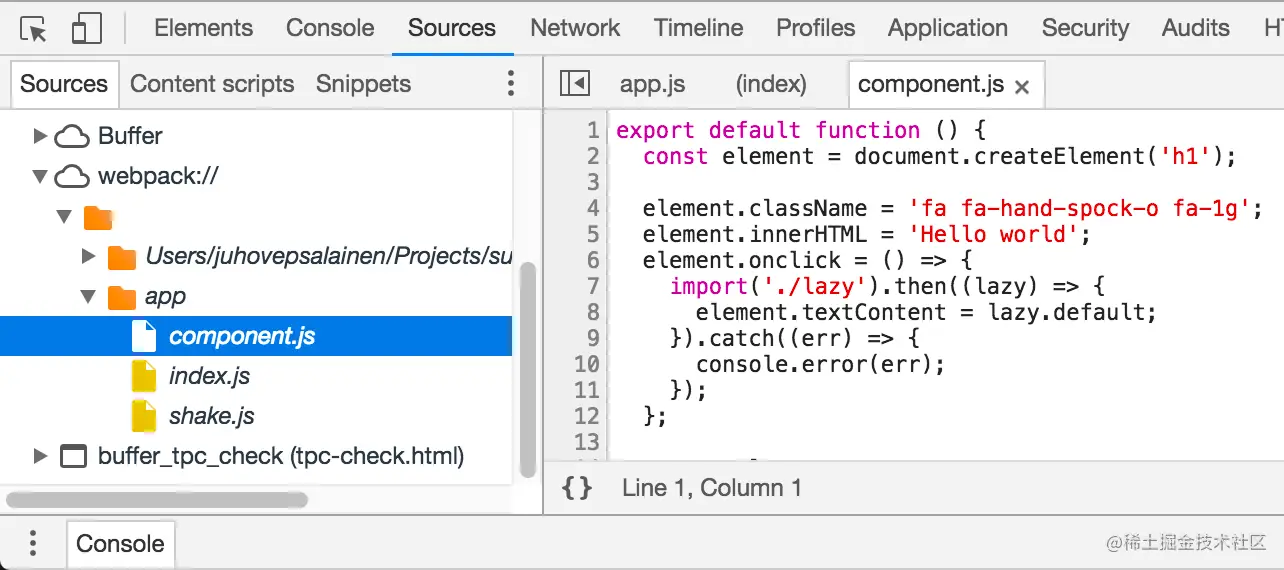 Elements Console Sources Network Timeline Profiles Application Security Audits
Sources Content scripts Snippets
app.js (index) component.js ×
Buffer
webpack://
Users/juhovepsalainen/Projects/su
app
component.js
index.js
shake.js
buffer_tpc_check (tpc-check.html)
1 export default function () {
2 const element = document.createElement('h1');
3
4 element.className = 'fa fa-hand-spock-o fa-1g';
5 element.innerHTML = 'Hello world';
6 element.onclick = () => {
7 import('./lazy').then((lazy) => {
8 element.textContent = lazy.default;
9 }).catch((err) => {
10 console.error(err);
11 });
12 };
13
{} Line 1, Column 1
Console
@稀土掘金技术社区